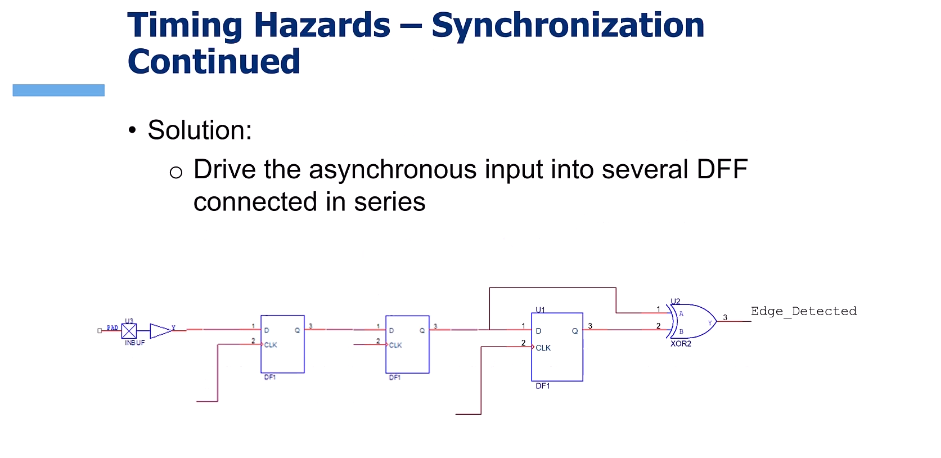 Timing Hazards – Synchronization
Continued
• Solution:
o Drive the asynchronous input into several DFF
connected in series
U3
PAD
Y
INBUF
1
D
Q
3
2
CLK
DF1
1
D
Q
3
2
CLK
DF1
U1
1
D
Q
3
2
CLK
DF1
U2
1
A
2
B
Y
3
XOR2
Edge_Detected